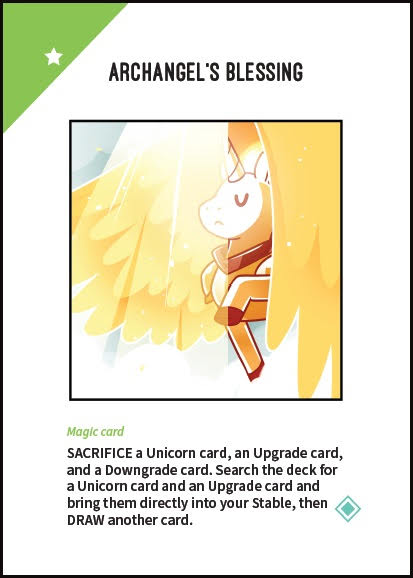 ARCHANGEL'S BLESSING
Magic card
SACRIFICE a Unicorn card, an Upgrade card,
and a Downgrade card. Search the deck for
a Unicorn card and an Upgrade card and
bring them directly into your Stable, then
DRAW another card.